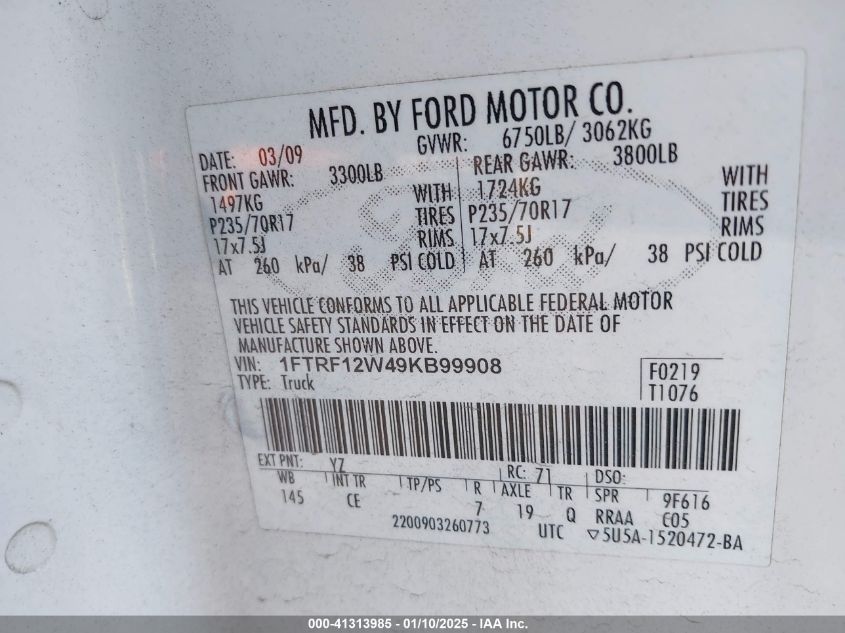 MFD. BY FORD MOTOR CO.
DATE: 03/09 GVWR: 6750LB/ 3062KG
FRONT GAWR: 3300LB REAR GAWR: 3800LB
1497KG WITH 1724KG WITH
P235/70R17 TIRES P235/70R17 TIRES
17x7.5J RIMS 17x7.5J RIMS
AT 260 kPa/ 38 PSI COLD AT 260 kPa/ 38 PSI COLD
THIS VEHICLE CONFORMS TO ALL APPLICABLE FEDERAL MOTOR
VEHICLE SAFETY STANDARDS IN EFFECT ON THE DATE OF
MANUFACTURE SHOWN ABOVE.
VIN: 1FTRF12W49KB99908 F0219
TYPE: Truck T1076
EXT PNT: YZ RC: 71 DSO:
WB INT TR TP/PS R AXLE TR SPR 9F616
145 CE 7 19 Q RRAA E05
2200903260773 UTC ▽5U5A-1520472-BA
000-41313985 - 01/10/2025 - IAA Inc.